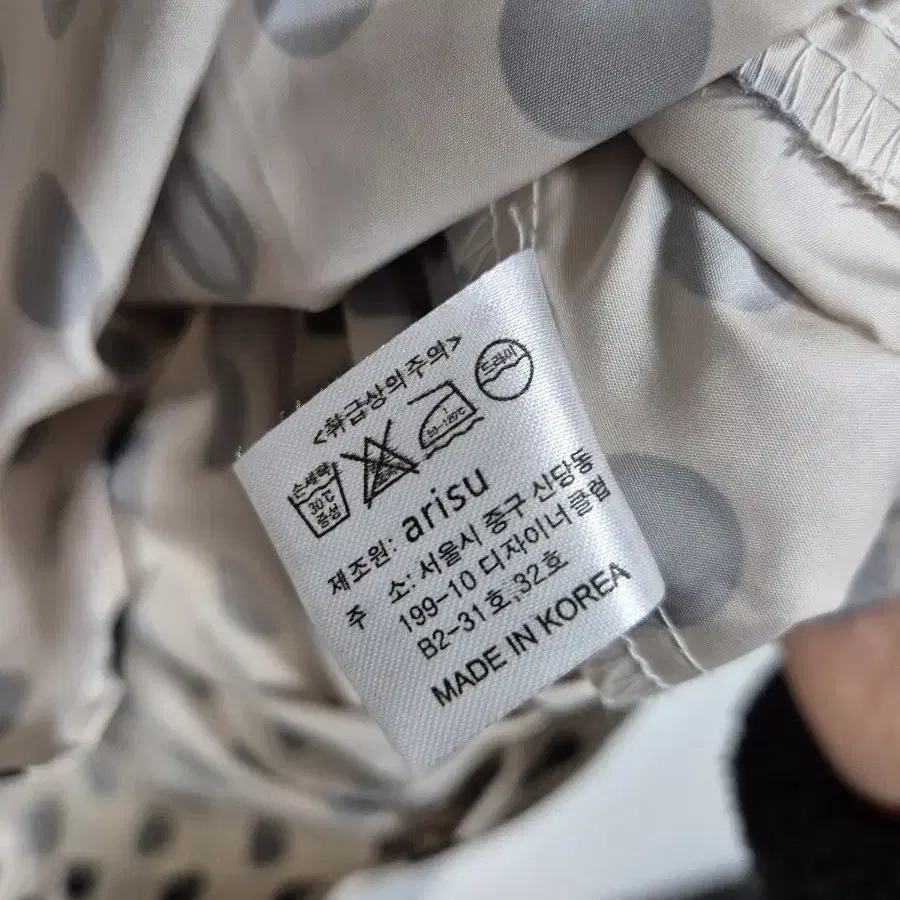 <취급상의주의>
손세탁
30℃
중성
드라이
제조원: arisu
주 소: 서울시 중구 신당동
199-10 디자이너 클럽
B2-31호,32호
MADE IN KOREA